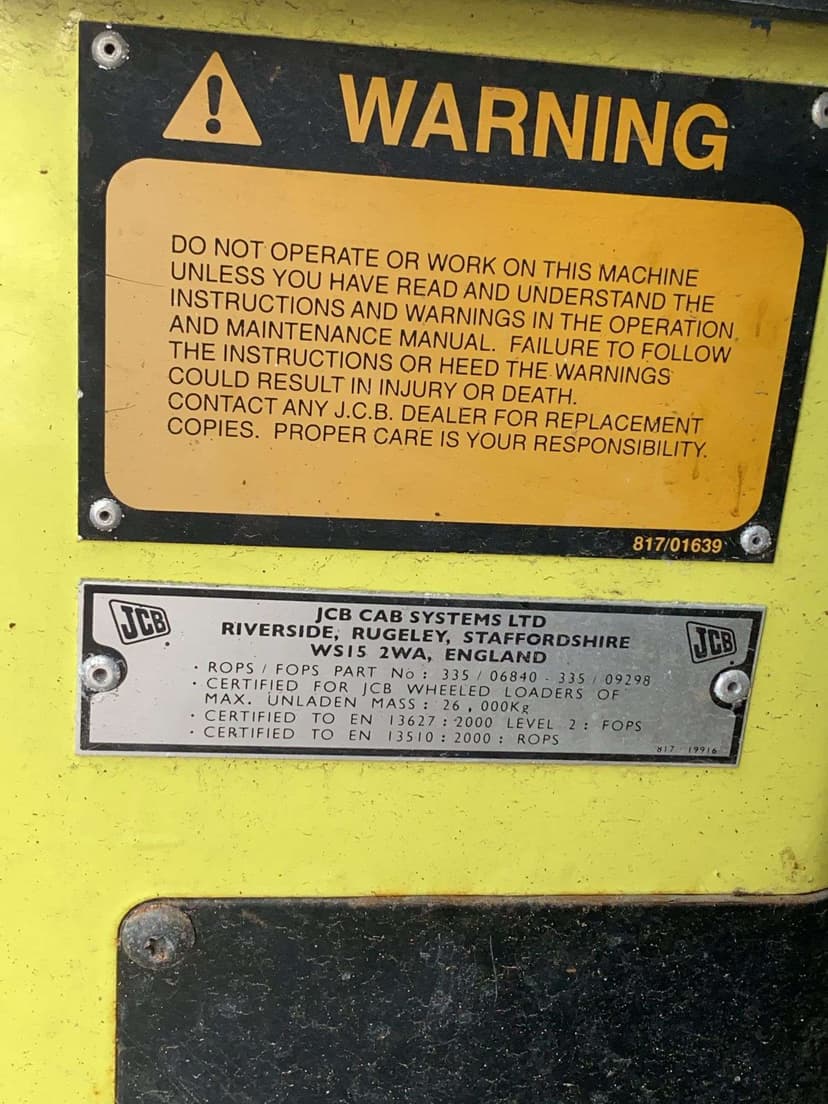 WARNING
DO NOT OPERATE OR WORK ON THIS MACHINE
UNLESS YOU HAVE READ AND UNDERSTAND THE
INSTRUCTIONS AND WARNINGS IN THE OPERATION
AND MAINTENANCE MANUAL. FAILURE TO FOLLOW
THE INSTRUCTIONS OR HEED THE WARNINGS
COULD RESULT IN INJURY OR DEATH.
CONTACT ANY J.C.B. DEALER FOR REPLACEMENT
COPIES. PROPER CARE IS YOUR RESPONSIBILITY.
817/01639
JCB
JCB CAB SYSTEMS LTD
RIVERSIDE, RUGELEY, STAFFORDSHIRE
WS15 2WA, ENGLAND
JCB
· ROPS / FOPS PART No : 335 / 06840 - 335 / 09298
· CERTIFIED FOR JCB WHEELED LOADERS OF
MAX. UNLADEN MASS : 26 , 000Kg
· CERTIFIED TO EN 13627 : 2000 LEVEL 2 : FOPS
· CERTIFIED TO EN 13510 : 2000 : ROPS
817 19916